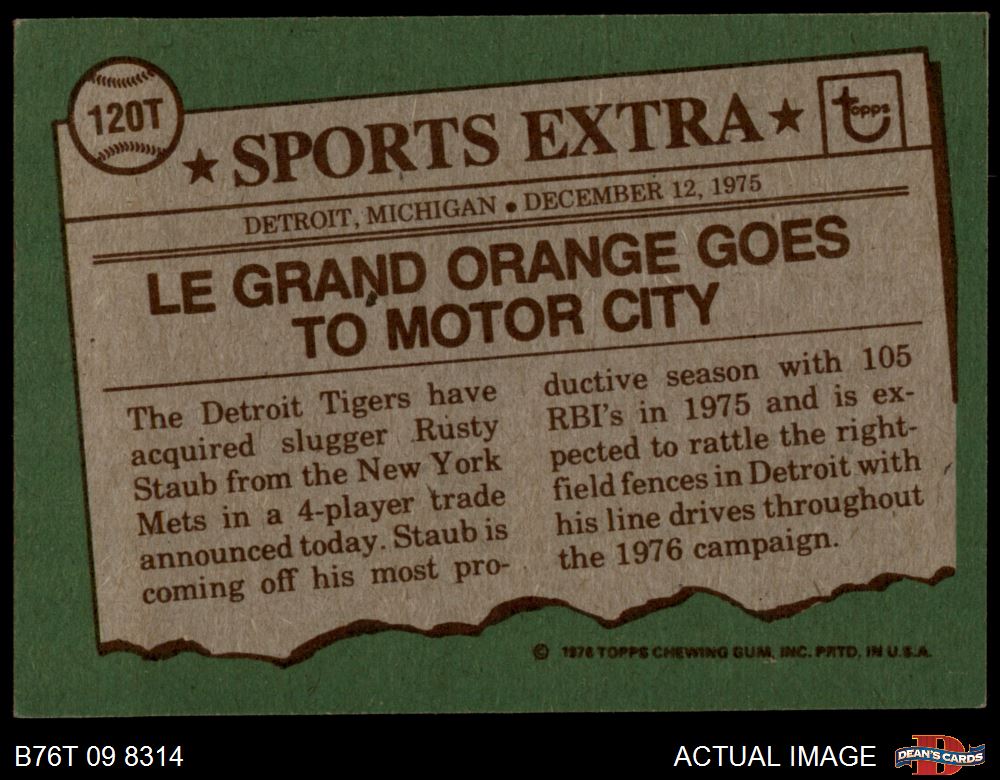 120T
★ SPORTS EXTRA ★
topps
DETROIT, MICHIGAN • DECEMBER 12, 1975
LE GRAND ORANGE GOES
TO MOTOR CITY
The Detroit Tigers have
acquired slugger Rusty
Staub from the New York
Mets in a 4-player trade
announced today. Staub is
coming off his most pro-
ductive season with 105
RBI's in 1975 and is ex-
pected to rattle the right-
field fences in Detroit with
his line drives throughout
the 1976 campaign.
© 1976 TOPPS CHEWING GUM, INC. PRTD. IN U.S.A.
B76T 09 8314
ACTUAL IMAGE
D
DEAN'S CARDS